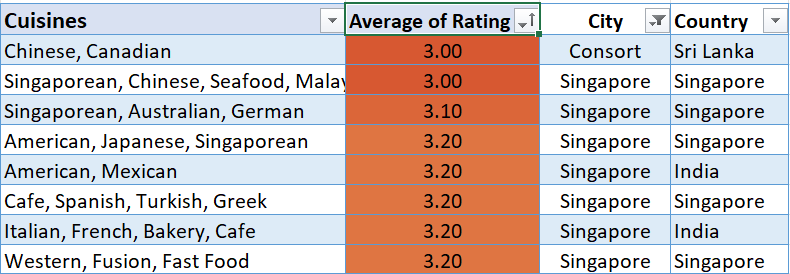 Cuisines Average of Rating City Country
Chinese, Canadian 3.00 Consort Sri Lanka
Singaporean, Chinese, Seafood, Malay 3.00 Singapore Singapore
Singaporean, Australian, German 3.10 Singapore Singapore
American, Japanese, Singaporean 3.20 Singapore Singapore
American, Mexican 3.20 Singapore India
Cafe, Spanish, Turkish, Greek 3.20 Singapore Singapore
Italian, French, Bakery, Cafe 3.20 Singapore India
Western, Fusion, Fast Food 3.20 Singapore Singapore